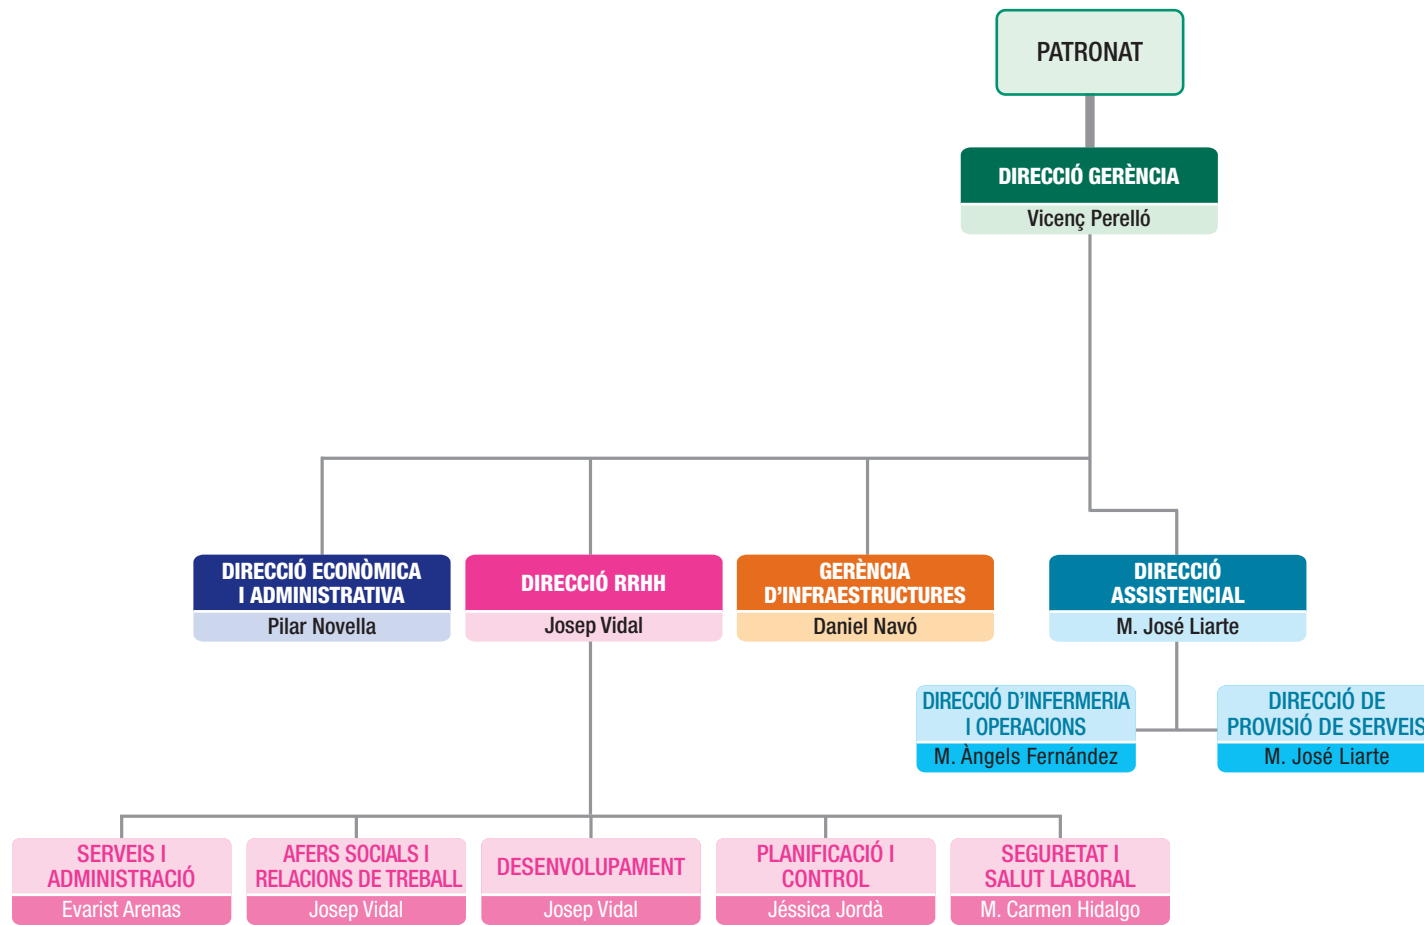 PATRONAT
DIRECCIÓ GERÈNCIA
Vicenç Perelló
DIRECCIÓ ECONÒMICA
I ADMINISTRATIVA
Pilar Novella
DIRECCIÓ RRHH
Josep Vidal
GERÈNCIA
D’INFRAESTRUCTURES
Daniel Navó
DIRECCIÓ
ASSISTENCIAL
M. José Liarte
DIRECCIÓ D’INFERMERIA
I OPERACIONS
M. Àngels Fernández
DIRECCIÓ DE
PROVISIÓ DE SERVEIS
M. José Liarte
SERVEIS I
ADMINISTRACIÓ
Evarist Arenas
AFERS SOCIALS I
RELACIONS DE TREBALL
Josep Vidal
DESENVOLUPAMENT
Josep Vidal
PLANIFICACIÓ I
CONTROL
Jéssica Jordà
SEGURETAT I
SALUT LABORAL
M. Carmen Hidalgo